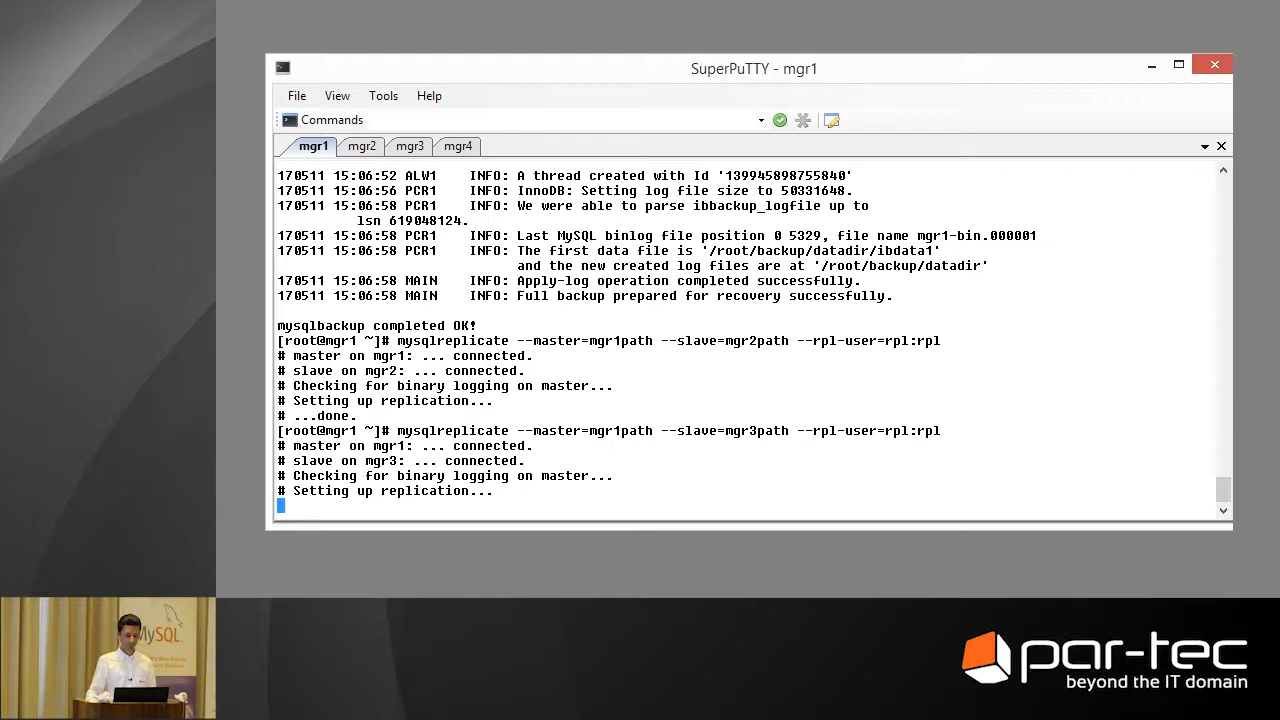 SuperPuTTY - mgr1
File View Tools Help
Commands
mgr1 mgr2 mgr3 mgr4
170511 15:06:52 ALW1    INFO: A thread created with Id '139945898755840'
170511 15:06:56 PCR1    INFO: InnoDB: Setting log file size to 50331648.
170511 15:06:58 PCR1    INFO: We were able to parse ibbackup_logfile up to
lsn 619048124.
170511 15:06:58 PCR1    INFO: Last MySQL binlog file position 0 5329, file name mgr1-bin.000001
170511 15:06:58 PCR1    INFO: The first data file is '/root/backup/datadir/ibdata1'
and the new created log files are at '/root/backup/datadir'
170511 15:06:58 MAIN    INFO: Apply-log operation completed successfully.
170511 15:06:58 MAIN    INFO: Full backup prepared for recovery successfully.
mysqlbackup completed OK!
[root@mgr1 ~]# mysqlreplicate --master=mgr1path --slave=mgr2path --rpl-user=rpl:rpl
# master on mgr1: ... connected.
# slave on mgr2: ... connected.
# Checking for binary logging on master...
# Setting up replication...
# ...done.
[root@mgr1 ~]# mysqlreplicate --master=mgr1path --slave=mgr3path --rpl-user=rpl:rpl
# master on mgr1: ... connected.
# slave on mgr3: ... connected.
# Checking for binary logging on master...
# Setting up replication...
MySQL
par-tec
beyond the IT domain